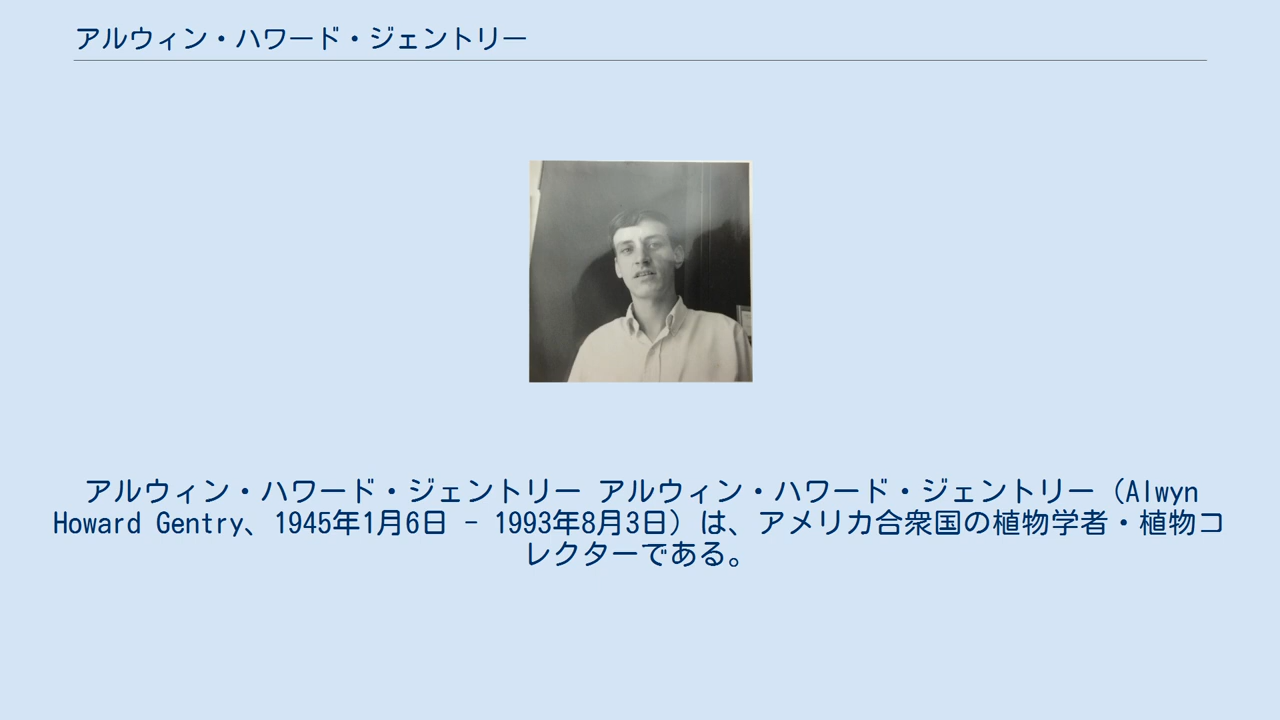 アルウィン・ハワード・ジェントリー
アルウィン・ハワード・ジェントリー アルウィン・ハワード・ジェントリー（Alwyn
Howard Gentry、1945年1月6日 - 1993年8月3日）は、アメリカ合衆国の植物学者・植物コ
レクターである。